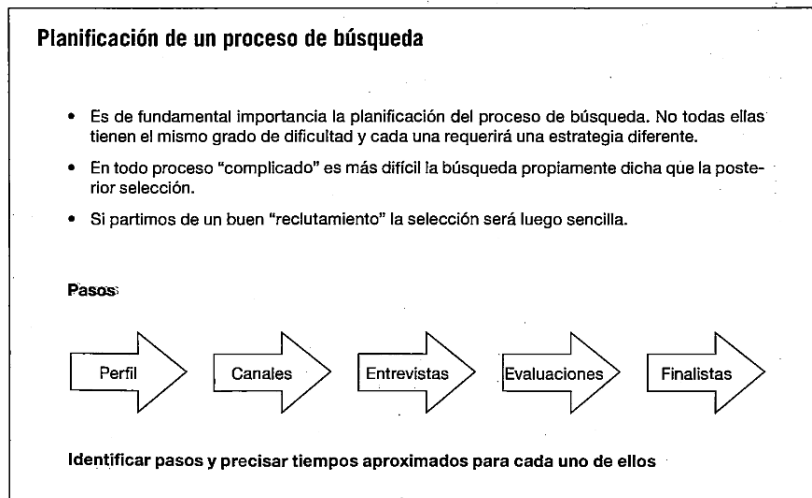 Planificación de un proceso de búsqueda
• Es de fundamental importancia la planificación del proceso de búsqueda. No todas ellas
tienen el mismo grado de dificultad y cada una requerirá una estrategia diferente.
• En todo proceso “complicado” es más difícil la búsqueda propiamente dicha que la poste-
rior selección.
• Si partimos de un buen “reclutamiento” la selección será luego sencilla.
Pasos:
Perfil
Canales
Entrevistas
Evaluaciones
Finalistas
Identificar pasos y precisar tiempos aproximados para cada uno de ellos